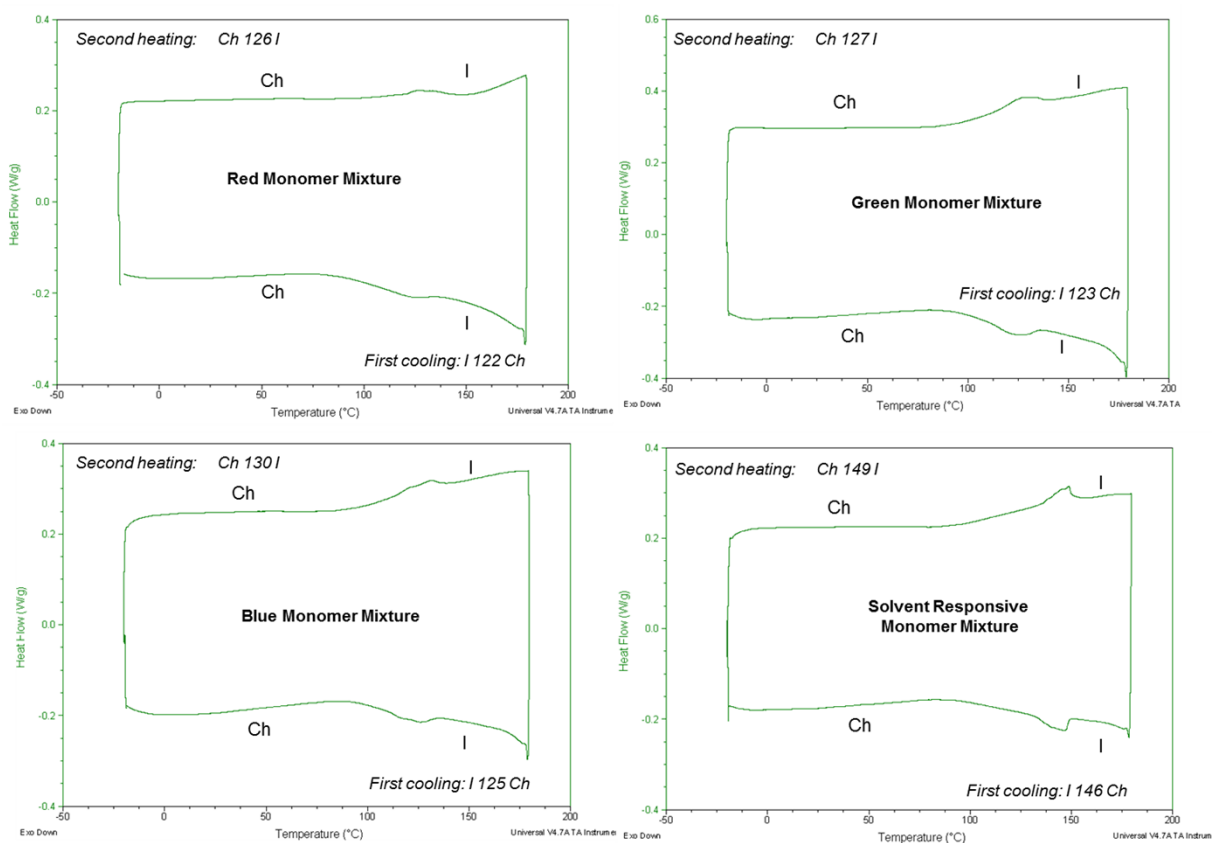 Second heating: Ch 126 I
Ch
I
Red Monomer Mixture
Ch
I
First cooling: I 122 Ch
Heat Flow (W/g)
0.4
0.2
0.0
-0.2
-0.4
-50
0
50
100
150
200
Exo Down
Temperature (°C)
Universal V4.7A TA Instrume
Second heating: Ch 127 I
Ch
I
Green Monomer Mixture
First cooling: I 123 Ch
Ch
I
Heat Flow (W/g)
0.6
0.4
0.2
0.0
-0.2
-0.4
-50
0
50
100
150
200
Exo Down
Temperature (°C)
Universal V4.7A TA
Second heating: Ch 130 I
Ch
I
Blue Monomer Mixture
Ch
I
First cooling: I 125 Ch
Heat Flow (W/g)
0.4
0.2
0.0
-0.2
-0.4
-50
0
50
100
150
200
Exo Down
Temperature (°C)
Universal V4.7A TA Instrume
Second heating: Ch 149 I
Ch
I
Solvent Responsive
Monomer Mixture
Ch
I
First cooling: I 146 Ch
Heat Flow (W/g)
0.4
0.2
0.0
-0.2
-0.4
-50
0
50
100
150
200
Exo Down
Temperature (°C)
Universal V4.7A TA Instrum